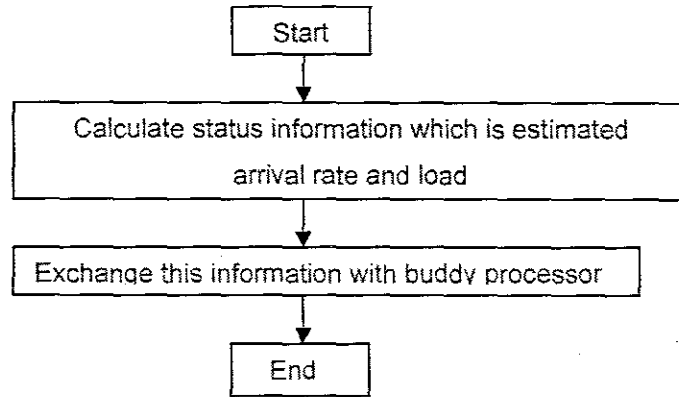 Start
Calculate status information which is estimated
arrival rate and load
Exchange this information with buddy processor
End